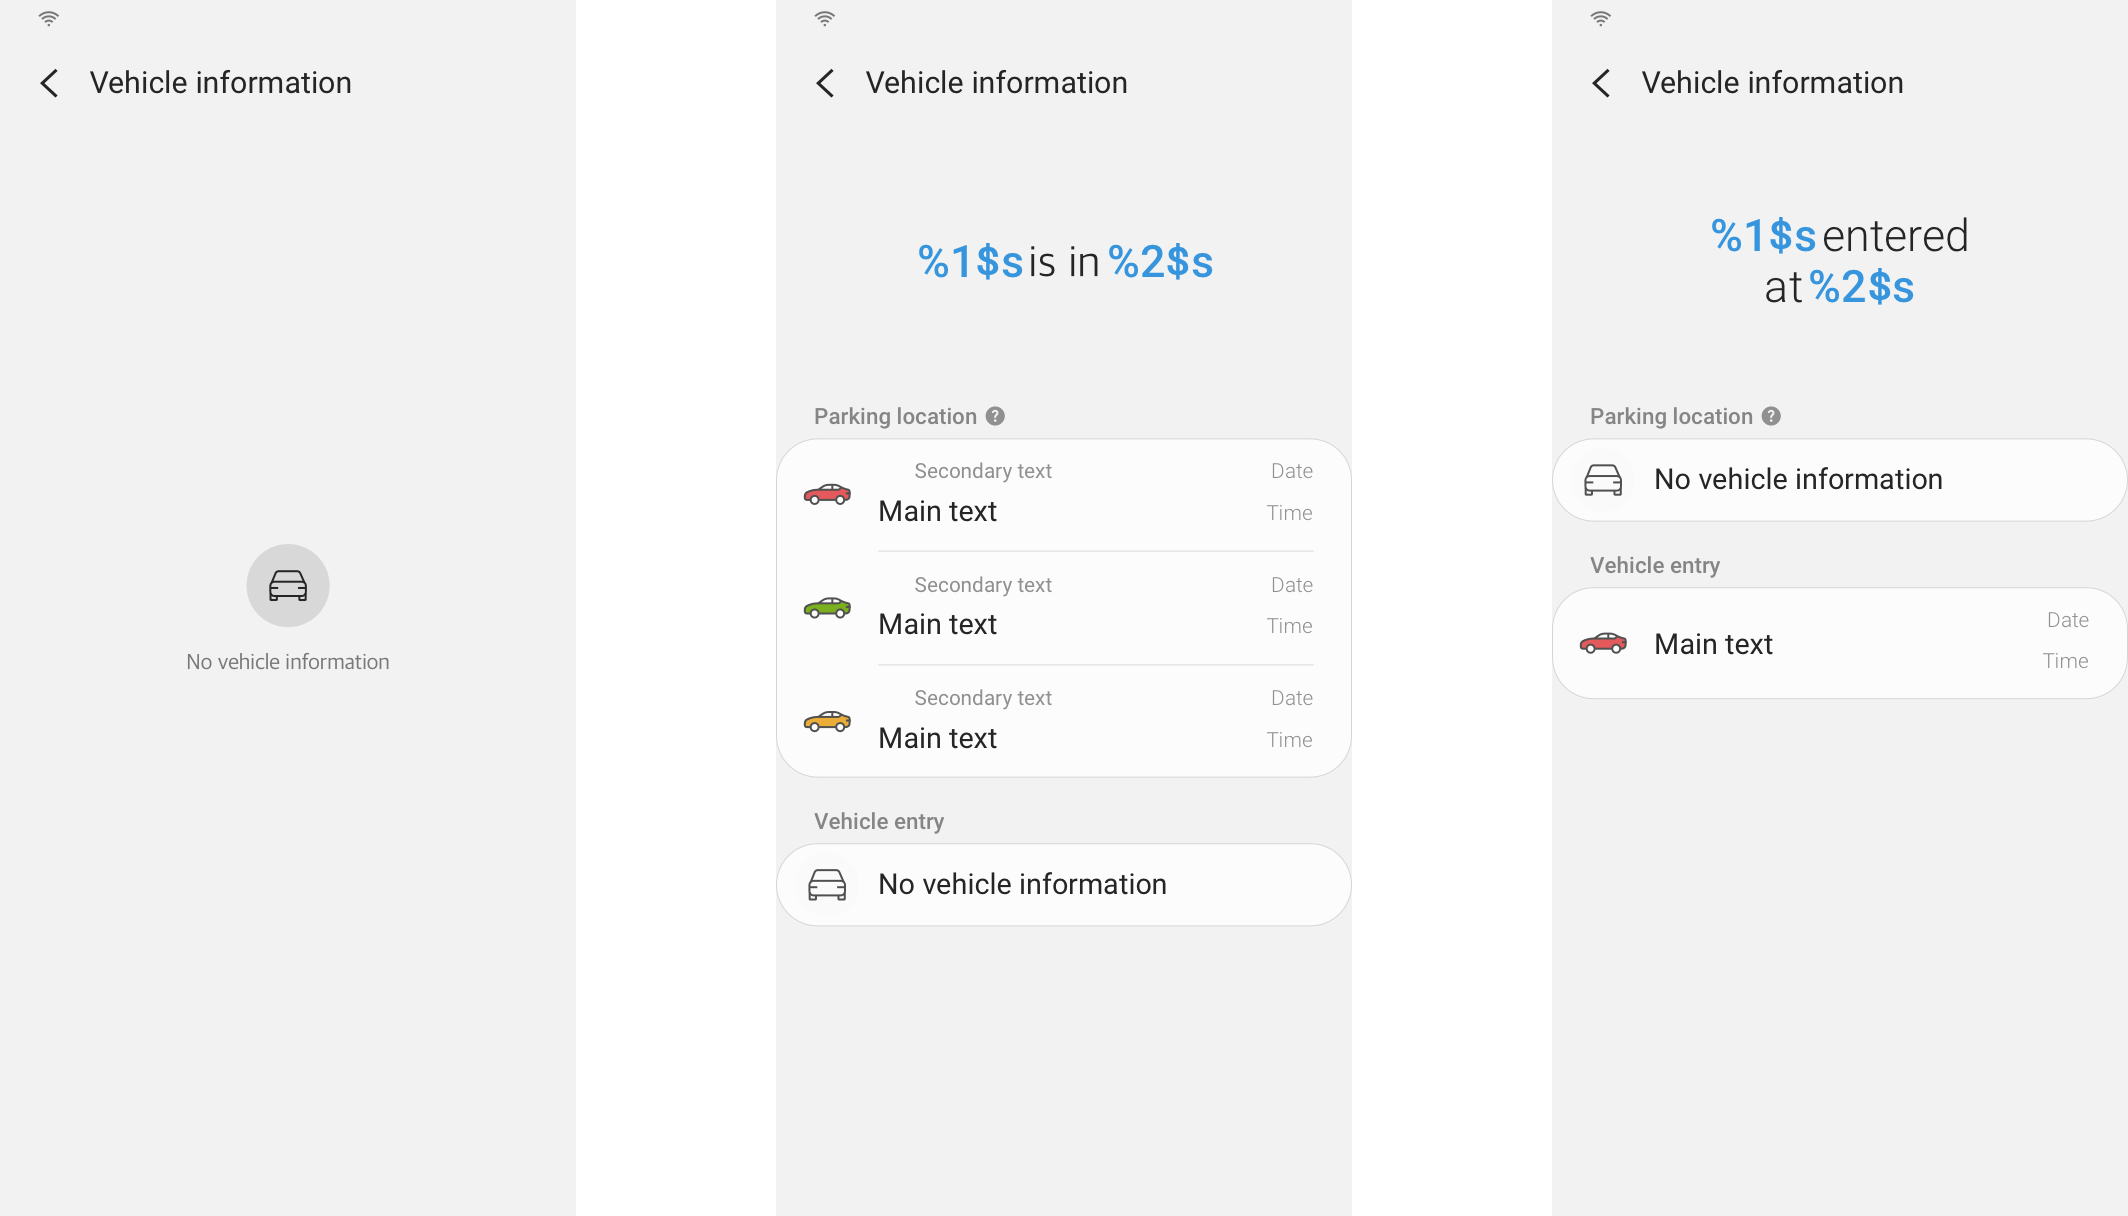 Vehicle information
No vehicle information
Vehicle information
%1$s is in %2$s
Parking location ?
Secondary text Date
Main text Time
Secondary text Date
Main text Time
Secondary text Date
Main text Time
Vehicle entry
No vehicle information
Vehicle information
%1$s entered
at %2$s
Parking location ?
No vehicle information
Vehicle entry
Date
Main text
Time